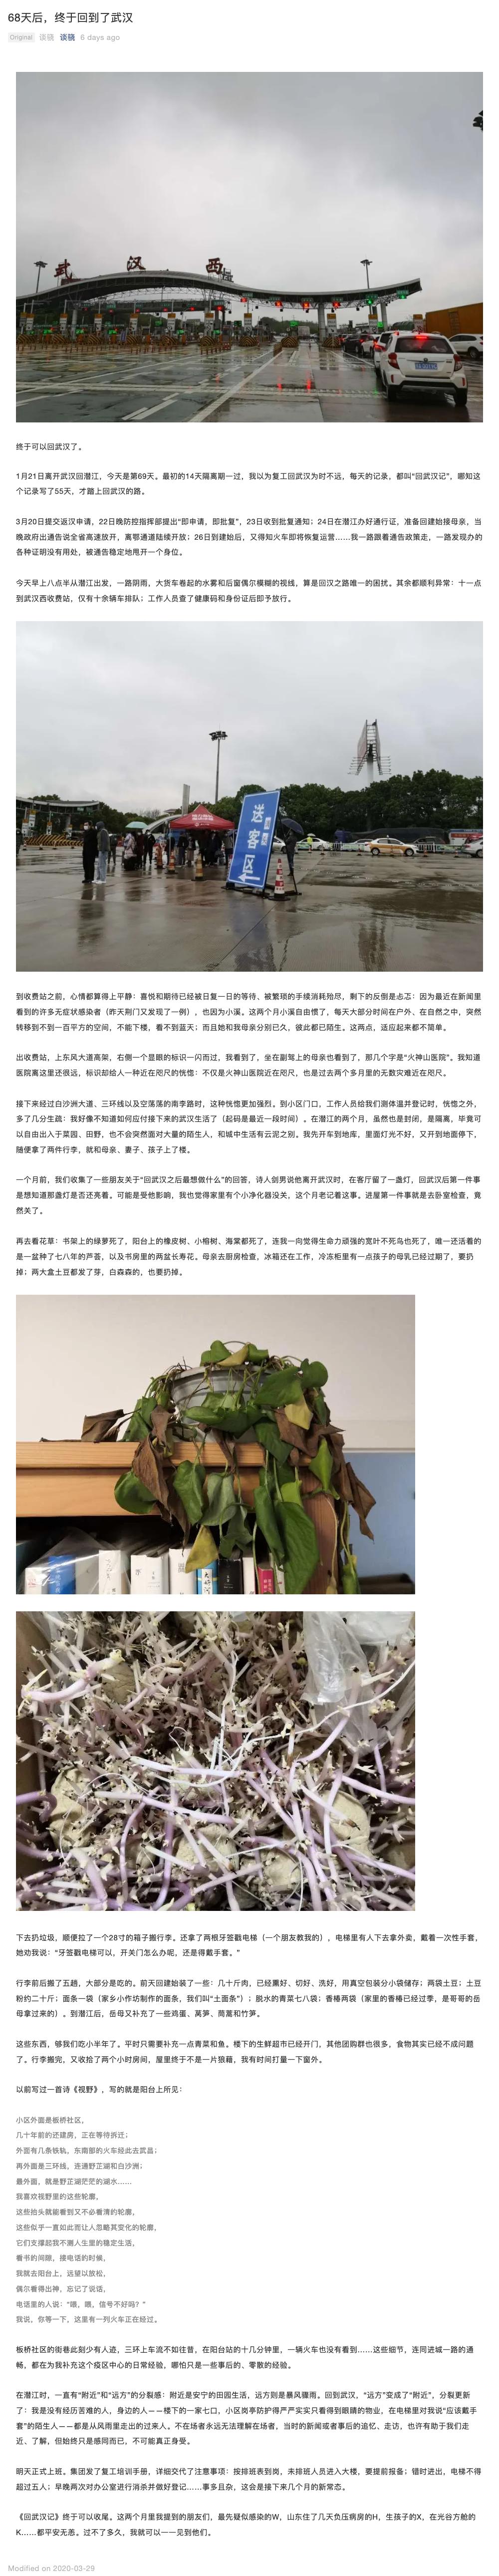 68天后，终于回到了武汉
Original 谈骁 谈骁 6 days ago
武汉西
终于可以回武汉了。
1月21日离开武汉回潜江，今天是第69天。最初的14天隔离期一过，我以为复工回武汉为时不远，每天的记录，都叫“回武汉记”，哪知这
个记录写了55天，才踏上回武汉的路。
3月20日提交返汉申请，22日晚防控指挥部提出“即申请，即批复”，23日收到批复通知；24日在潜江办好通行证，准备回建始接母亲，当
晚政府出通告说全省高速放开，离鄂通道陆续开放；26日到建始后，又得知火车即将恢复运营……我一路跟着通告政策走，一路发现办的
各种证明没有用处，被通告稳定地甩开一个身位。
今天早上八点半从潜江出发，一路阴雨，大货车卷起的水雾和后窗偶尔模糊的视线，算是回汉之路唯一的困扰。其余都顺利异常：十一点
到武汉西收费站，仅有十余辆车排队；工作人员查了健康码和身份证后即予放行。
送客区
到收费站之前，心情都算得上平静：喜悦和期待已经被日复一日的等待、被繁琐的手续消耗殆尽，剩下的反倒是忐忑：因为最近在新闻里
看到的许多无症状感染者（昨天荆门又发现了一例），也因为小溪。这两个月小溪自由惯了，每天大部分时间在户外、在自然之中，突然
转移到不到一百平方的空间，不能下楼，看不到蓝天；而且她和我母亲分别已久，彼此都已陌生。这两点，适应起来都不简单。
出收费站，上东风大道高架，右侧一个显眼的标识一闪而过，我看到了，坐在副驾上的母亲也看到了，那几个字是“火神山医院”。我知道
医院离这里还很远，标识却给人一种近在咫尺的恍惚：不仅是火神山医院近在咫尺，也是过去两个多月里的无数灾难近在咫尺。
接下来经过白沙洲大道、三环线以及空荡荡的南李路时，这种恍惚更加强烈。到小区门口，工作人员给我们测体温并登记时，恍惚之外，
多了几分生疏：我好像不知道如何应付接下来的武汉生活了（起码是最近一段时间）。在潜江的两个月，虽然也是封闭，是隔离，毕竟可
以自由出入于菜园、田野，也不会突然面对大量的陌生人，和城中生活有云泥之别。我先开车到地库，里面灯光不好，又开到地面停下，
随便拿了两件行李，就和母亲、妻子、孩子上了楼。
一个月前，我们收集了一些朋友关于“回武汉之后最想做什么”的回答，诗人剑男说他离开武汉时，在客厅留了一盏灯，回武汉后第一件事
是想知道那盏灯是否还亮着。可能是受他影响，我也觉得家里有个小净化器没关，这个月老记着这事。进屋第一件事就是去卧室检查，竟
然关了。
再去看花草：书架上的绿萝死了，阳台上的橡皮树、小榕树、海棠都死了，连我一向觉得生命力顽强的宽叶不死鸟也死了，唯一还活着的
是一盆种了七八年的芦荟，以及书房里的两盆长寿花。母亲去厨房检查，冰箱还在工作，冷冻柜里有一点孩子的母乳已经过期了，要扔
掉；两大盒土豆都发了芽，白森森的，也要扔掉。
下去扔垃圾，顺便拉了一个28寸的箱子搬行李。还拿了两根牙签戳电梯（一个朋友教我的），电梯里有人下去拿外卖，戴着一次性手套，
她劝我说：“牙签戳电梯可以，开关门怎么办呢，还是得戴手套。”
行李前后搬了五趟，大部分是吃的。前天回建始装了一些：几十斤肉，已经熏好、切好、洗好，用真空包装分小袋储存；两袋土豆；土豆
粉约二十斤；面条一袋（家乡小作坊制作的面条，我们叫“土面条”）；脱水的青菜七八袋；香椿两袋（家里的香椿已经过季，是哥哥的岳
母拿过来的）。到潜江后，岳母又补充了一些鸡蛋、莴笋、茼蒿和竹笋。
这些东西，够我们吃小半年了。平时只需要补充一点青菜和鱼。楼下的生鲜超市已经开门，其他团购群也很多，食物其实已经不成问题
了。行李搬完，又收拾了两个小时房间，屋里终于不是一片狼藉，我有时间打量一下窗外。
以前写过一首诗《视野》，写的就是阳台上所见：
小区外面是板桥社区，
几十年前的还建房，正在等待拆迁；
外面有几条铁轨，东南部的火车经此去武昌；
再外面是三环线，连通野芷湖和白沙洲；
最外面，就是野芷湖茫茫的湖水……
我喜欢视野里的这些轮廓，
这些抬头就能看到又不必看清的轮廓，
这些似乎一直如此而让人忽略其变化的轮廓，
它们支撑起我不测人生里的稳定生活，
看书的间隙，接电话的时候，
我就去阳台上，远望以放松，
偶尔看得出神，忘记了说话，
电话里的人说：“喂，喂，信号不好吗？”
我说，你等一下，这里有一列火车正在经过。
板桥社区的街巷此刻少有人迹，三环上车流不如往昔，在阳台站的十几分钟里，一辆火车也没有看到……这些细节，连同进城一路的通
畅，都在为我补充这个疫区中心的日常经验，哪怕只是一些事后的、零散的经验。
在潜江时，一直有“附近”和“远方”的分裂感：附近是安宁的田园生活，远方则是暴风骤雨。回到武汉，“远方”变成了“附近”，分裂更新
了：我是没有经历苦难的人，身边的人——楼下的一家七口，小区岗亭防护得严严实实只看得到眼睛的物业，在电梯里对我说“应该戴手
套”的陌生人——都是从风雨里走出的过来人。不在场者永远无法理解在场者，当时的新闻或者事后的追忆、走访，也许有助于我们走
近、了解，但始终只是感同而已，不可能真正身受。
明天正式上班。集团发了复工培训手册，详细交代了注意事项：按排班表到岗，未排班人员进入大楼，要提前报备；错时进出，电梯不得
超过五人；早晚两次对办公室进行消杀并做好登记……事多且杂，这会是接下来几个月的新常态。
《回武汉记》终于可以收尾。这两个月里我提到的朋友们，最先疑似感染的W，山东住了几天负压病房的H，生孩子的X，在光谷方舱的
K……都平安无恙。过不了多久，我就可以一一见到他们。
Modified on 2020-03-29